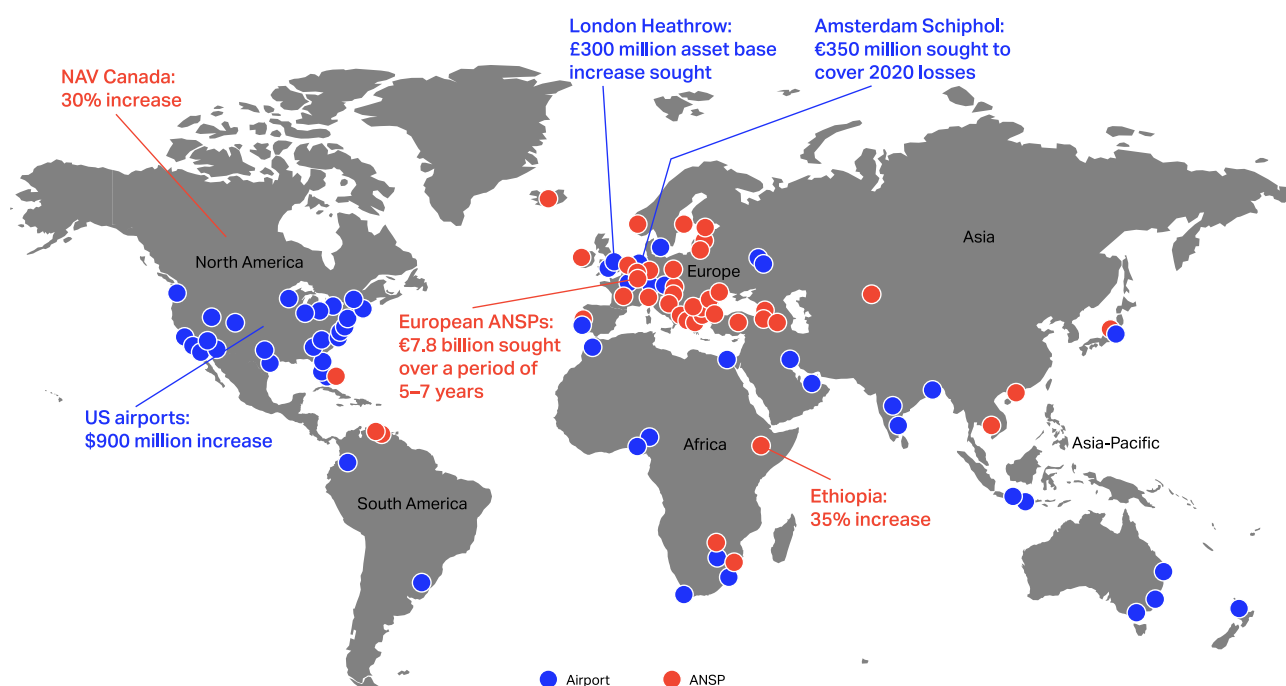 London Heathrow:
£300 million asset base
increase sought
Amsterdam Schiphol:
€350 million sought to
cover 2020 losses
NAV Canada:
30% increase
North America
Europe
Asia
European ANSPs:
€7.8 billion sought
over a period of
5–7 years
US airports:
$900 million increase
Africa
Asia-Pacific
South America
Ethiopia:
35% increase
Airport
ANSP